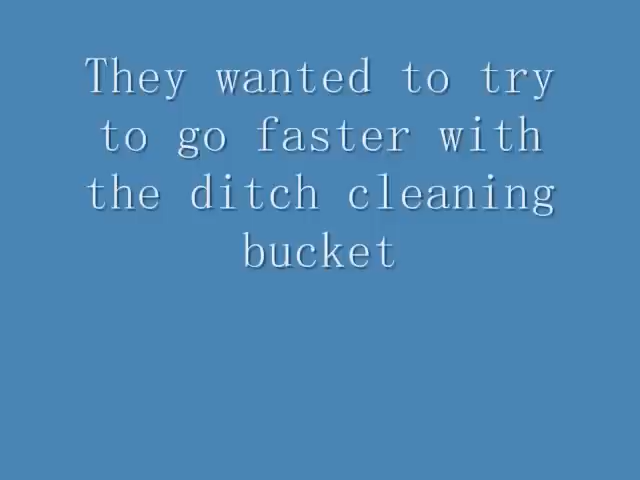 They wanted to try
to go faster with
the ditch cleaning
bucket